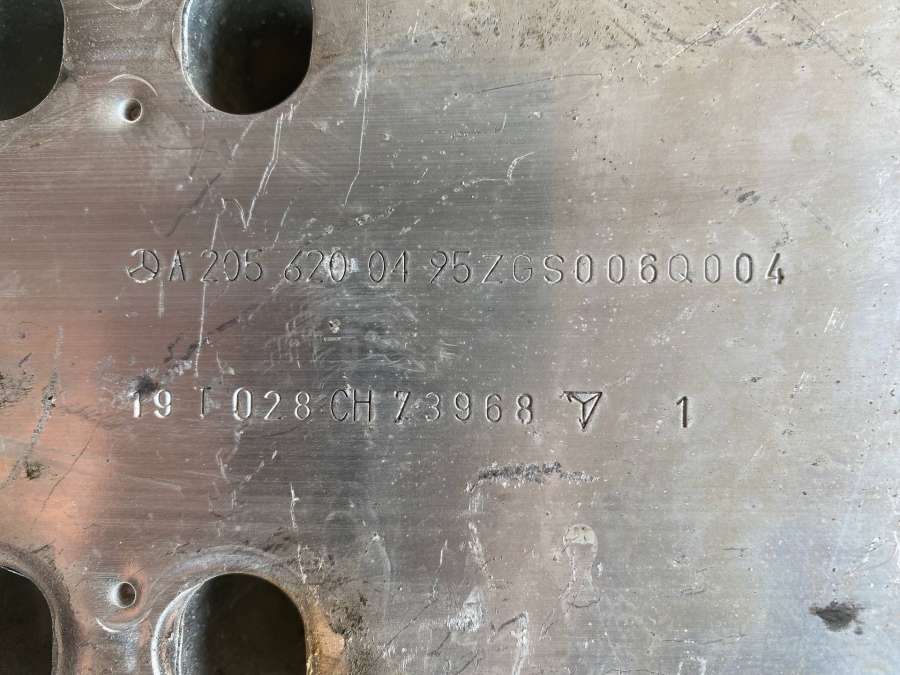 A 205 620 04 95 ZGS006Q004
19 T 028 CH 73968 1